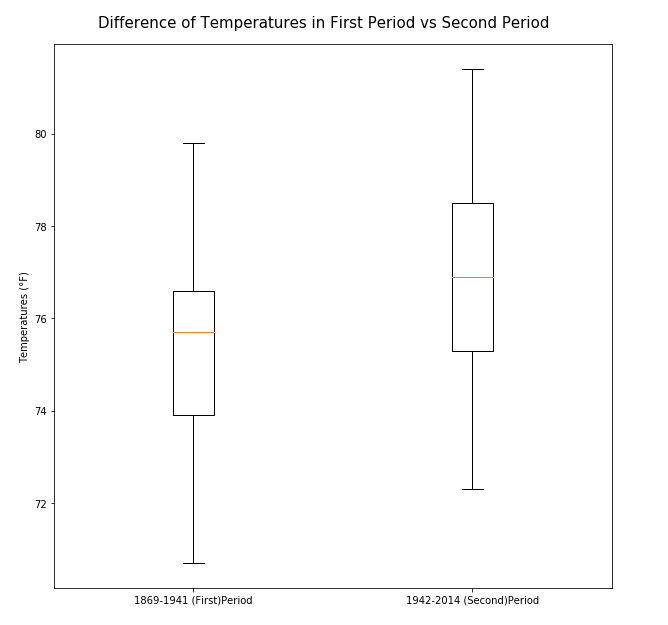 Difference of Temperatures in First Period vs Second Period
Temperatures (°F)
80
78
76
74
72
1869-1941 (First)Period
1942-2014 (Second)Period